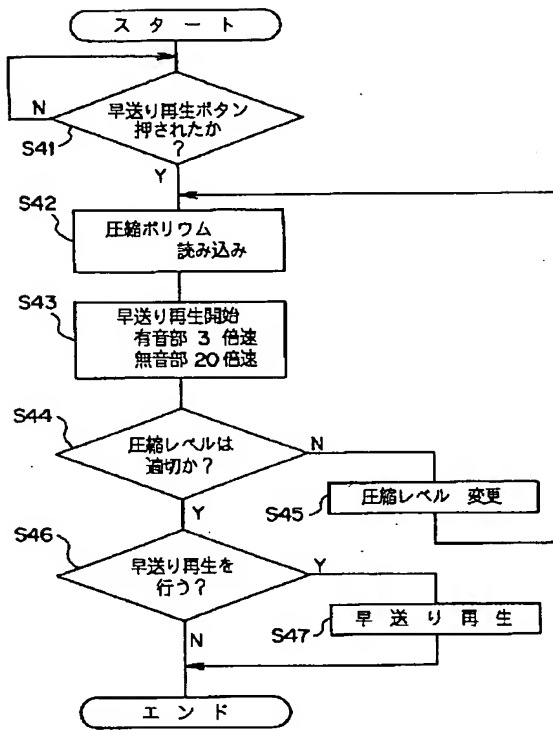 スタート
早送り再生ボタン
押されたか
?
N
S41
Y
S42
圧縮ボリウム
読み込み
S43
早送り再生開始
有音部 3 倍速
無音部 20 倍速
S44
圧縮レベルは
適切か?
N
S45
圧縮レベル 変更
Y
S46
早送り再生を
行う?
Y
S47
早送り再生
N
エンド